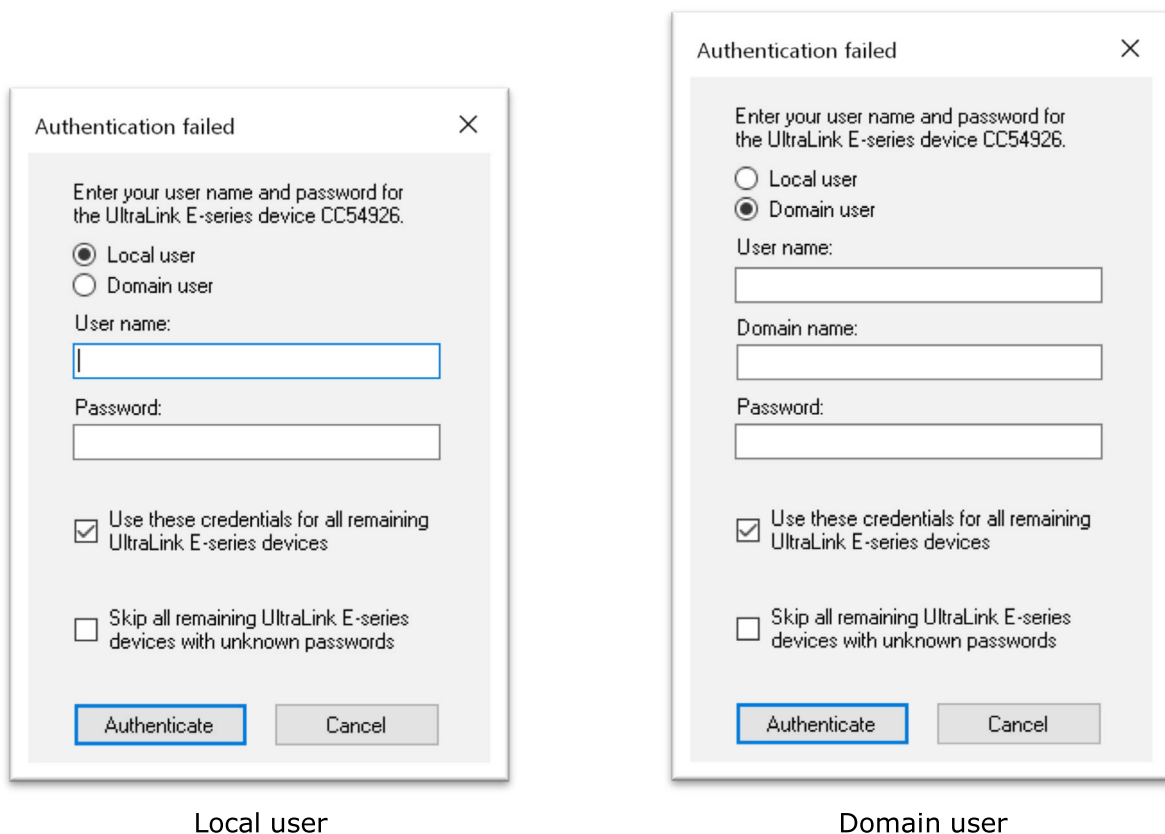 Authentication failed
Enter your user name and password for
the UltraLink E-series device CC54926.
Local user
Domain user
User name:
Password:
Use these credentials for all remaining
UltraLink E-series devices
Skip all remaining UltraLink E-series
devices with unknown passwords
Authenticate
Cancel
Local user
Authentication failed
Enter your user name and password for
the UltraLink E-series device CC54926.
Local user
Domain user
User name:
Domain name:
Password:
Use these credentials for all remaining
UltraLink E-series devices
Skip all remaining UltraLink E-series
devices with unknown passwords
Authenticate
Cancel
Domain user